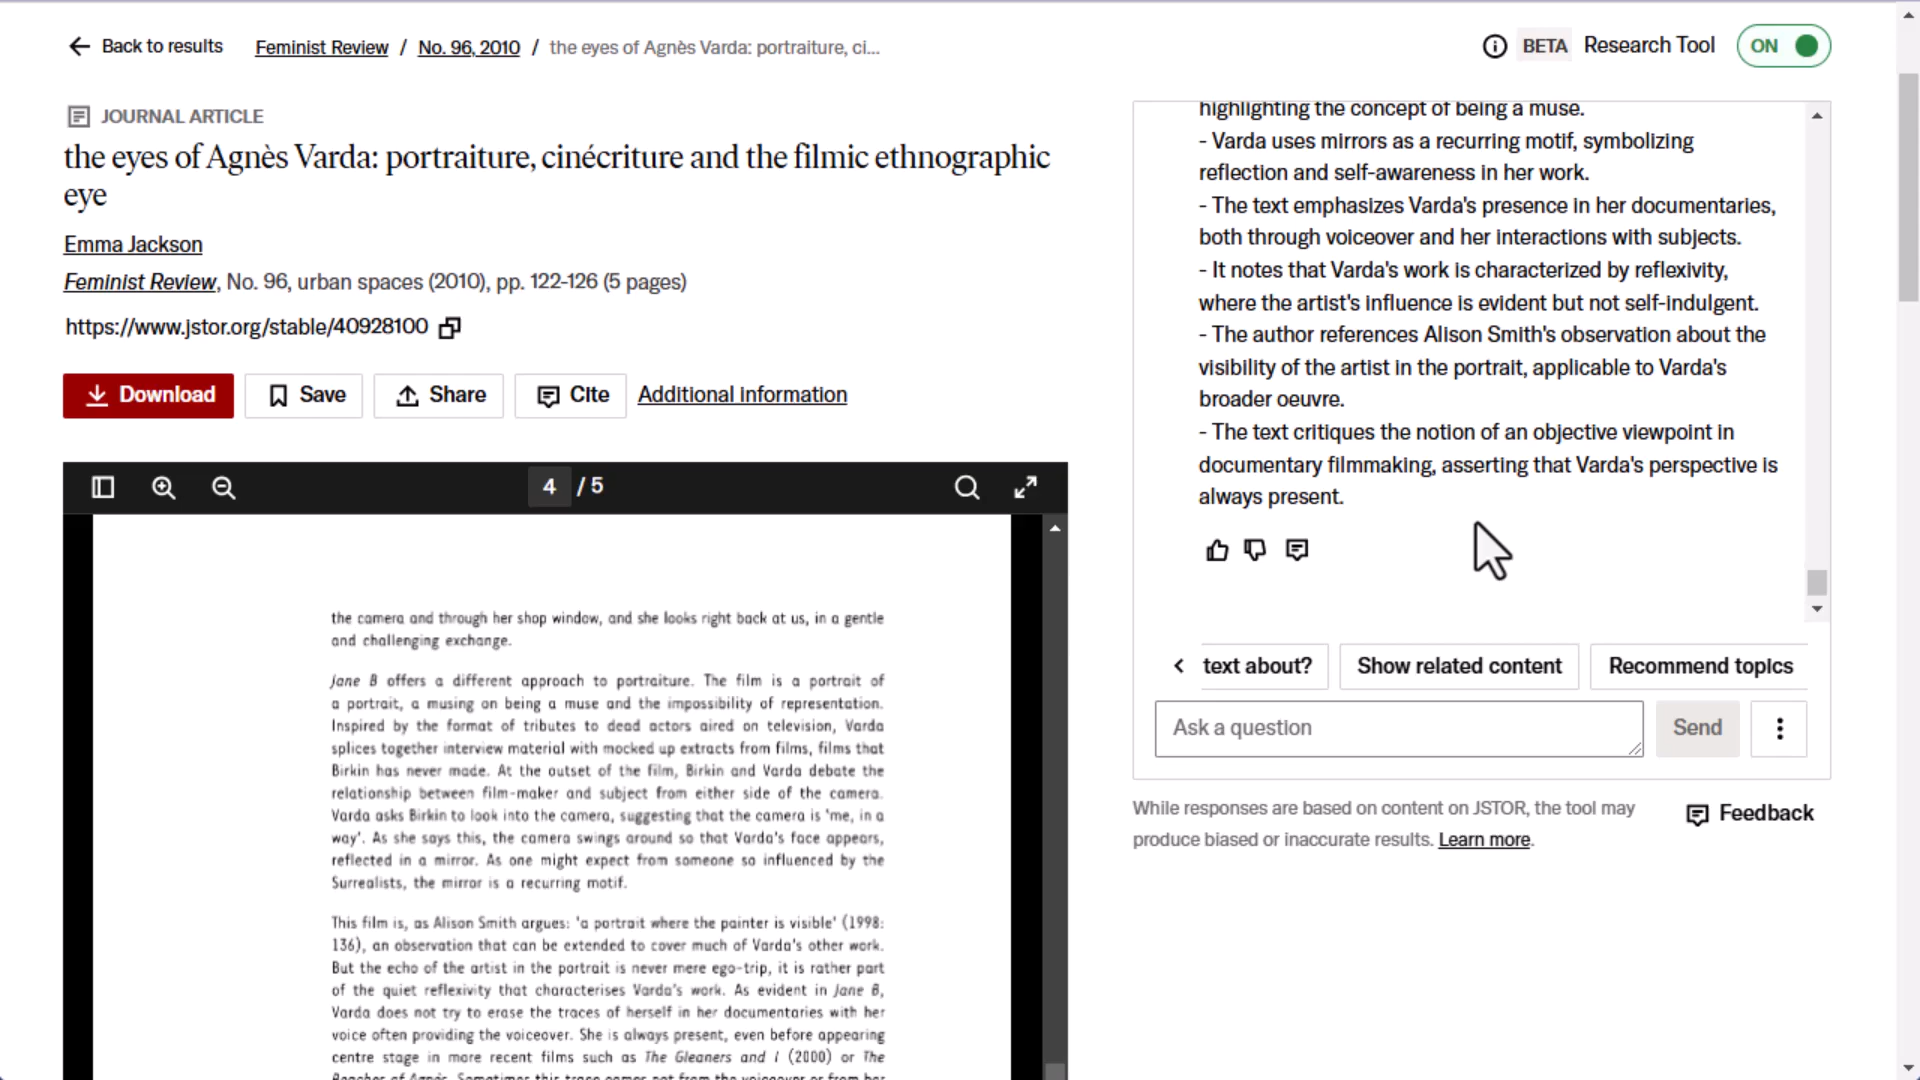 Back to results
Feminist Review / No. 96, 2010 / the eyes of Agnès Varda: portraiture, ci...
BETA Research Tool ON
JOURNAL ARTICLE
the eyes of Agnès Varda: portraiture, cinécriture and the filmic ethnographic
eye
Emma Jackson
Feminist Review, No. 96, urban spaces (2010), pp. 122-126 (5 pages)
https://www.jstor.org/stable/40928100
Download Save Share Cite Additional information
4 / 5
the camera and through her shop window, and she looks right back at us, in a gentle
and challenging exchange.
Jane B offers a different approach to portraiture. The film is a portrait of
a portrait, a musing on being a muse and the impossibility of representation.
Inspired by the format of tributes to dead actors aired on television, Varda
splices together interview material with mocked up extracts from films, films that
Birkin has never made. At the outset of the film, Birkin and Varda debate the
relationship between film-maker and subject from either side of the camera.
Varda asks Birkin to look into the camera, suggesting that the camera is 'me, in a
way'. As she says this, the camera swings around so that Varda's face appears,
reflected in a mirror. As one might expect from someone so influenced by the
Surrealists, the mirror is a recurring motif.
This film is, as Alison Smith argues: 'a portrait where the painter is visible' (1998:
136), an observation that can be extended to cover much of Varda's other work.
But the echo of the artist in the portrait is never mere ego-trip, it is rather part
of the quiet reflexivity that characterises Varda's work. As evident in Jane B,
Varda does not try to erase the traces of herself in her documentaries with her
voice often providing the voiceover. She is always present, even before appearing
centre stage in more recent films such as The Gleaners and I (2000) or The
highlighting the concept of being a muse.
- Varda uses mirrors as a recurring motif, symbolizing
reflection and self-awareness in her work.
- The text emphasizes Varda's presence in her documentaries,
both through voiceover and her interactions with subjects.
- It notes that Varda's work is characterized by reflexivity,
where the artist's influence is evident but not self-indulgent.
- The author references Alison Smith's observation about the
visibility of the artist in the portrait, applicable to Varda's
broader oeuvre.
- The text critiques the notion of an objective viewpoint in
documentary filmmaking, asserting that Varda's perspective is
always present.
text about? Show related content Recommend topics
Ask a question Send
While responses are based on content on JSTOR, the tool may
produce biased or inaccurate results. Learn more.
Feedback